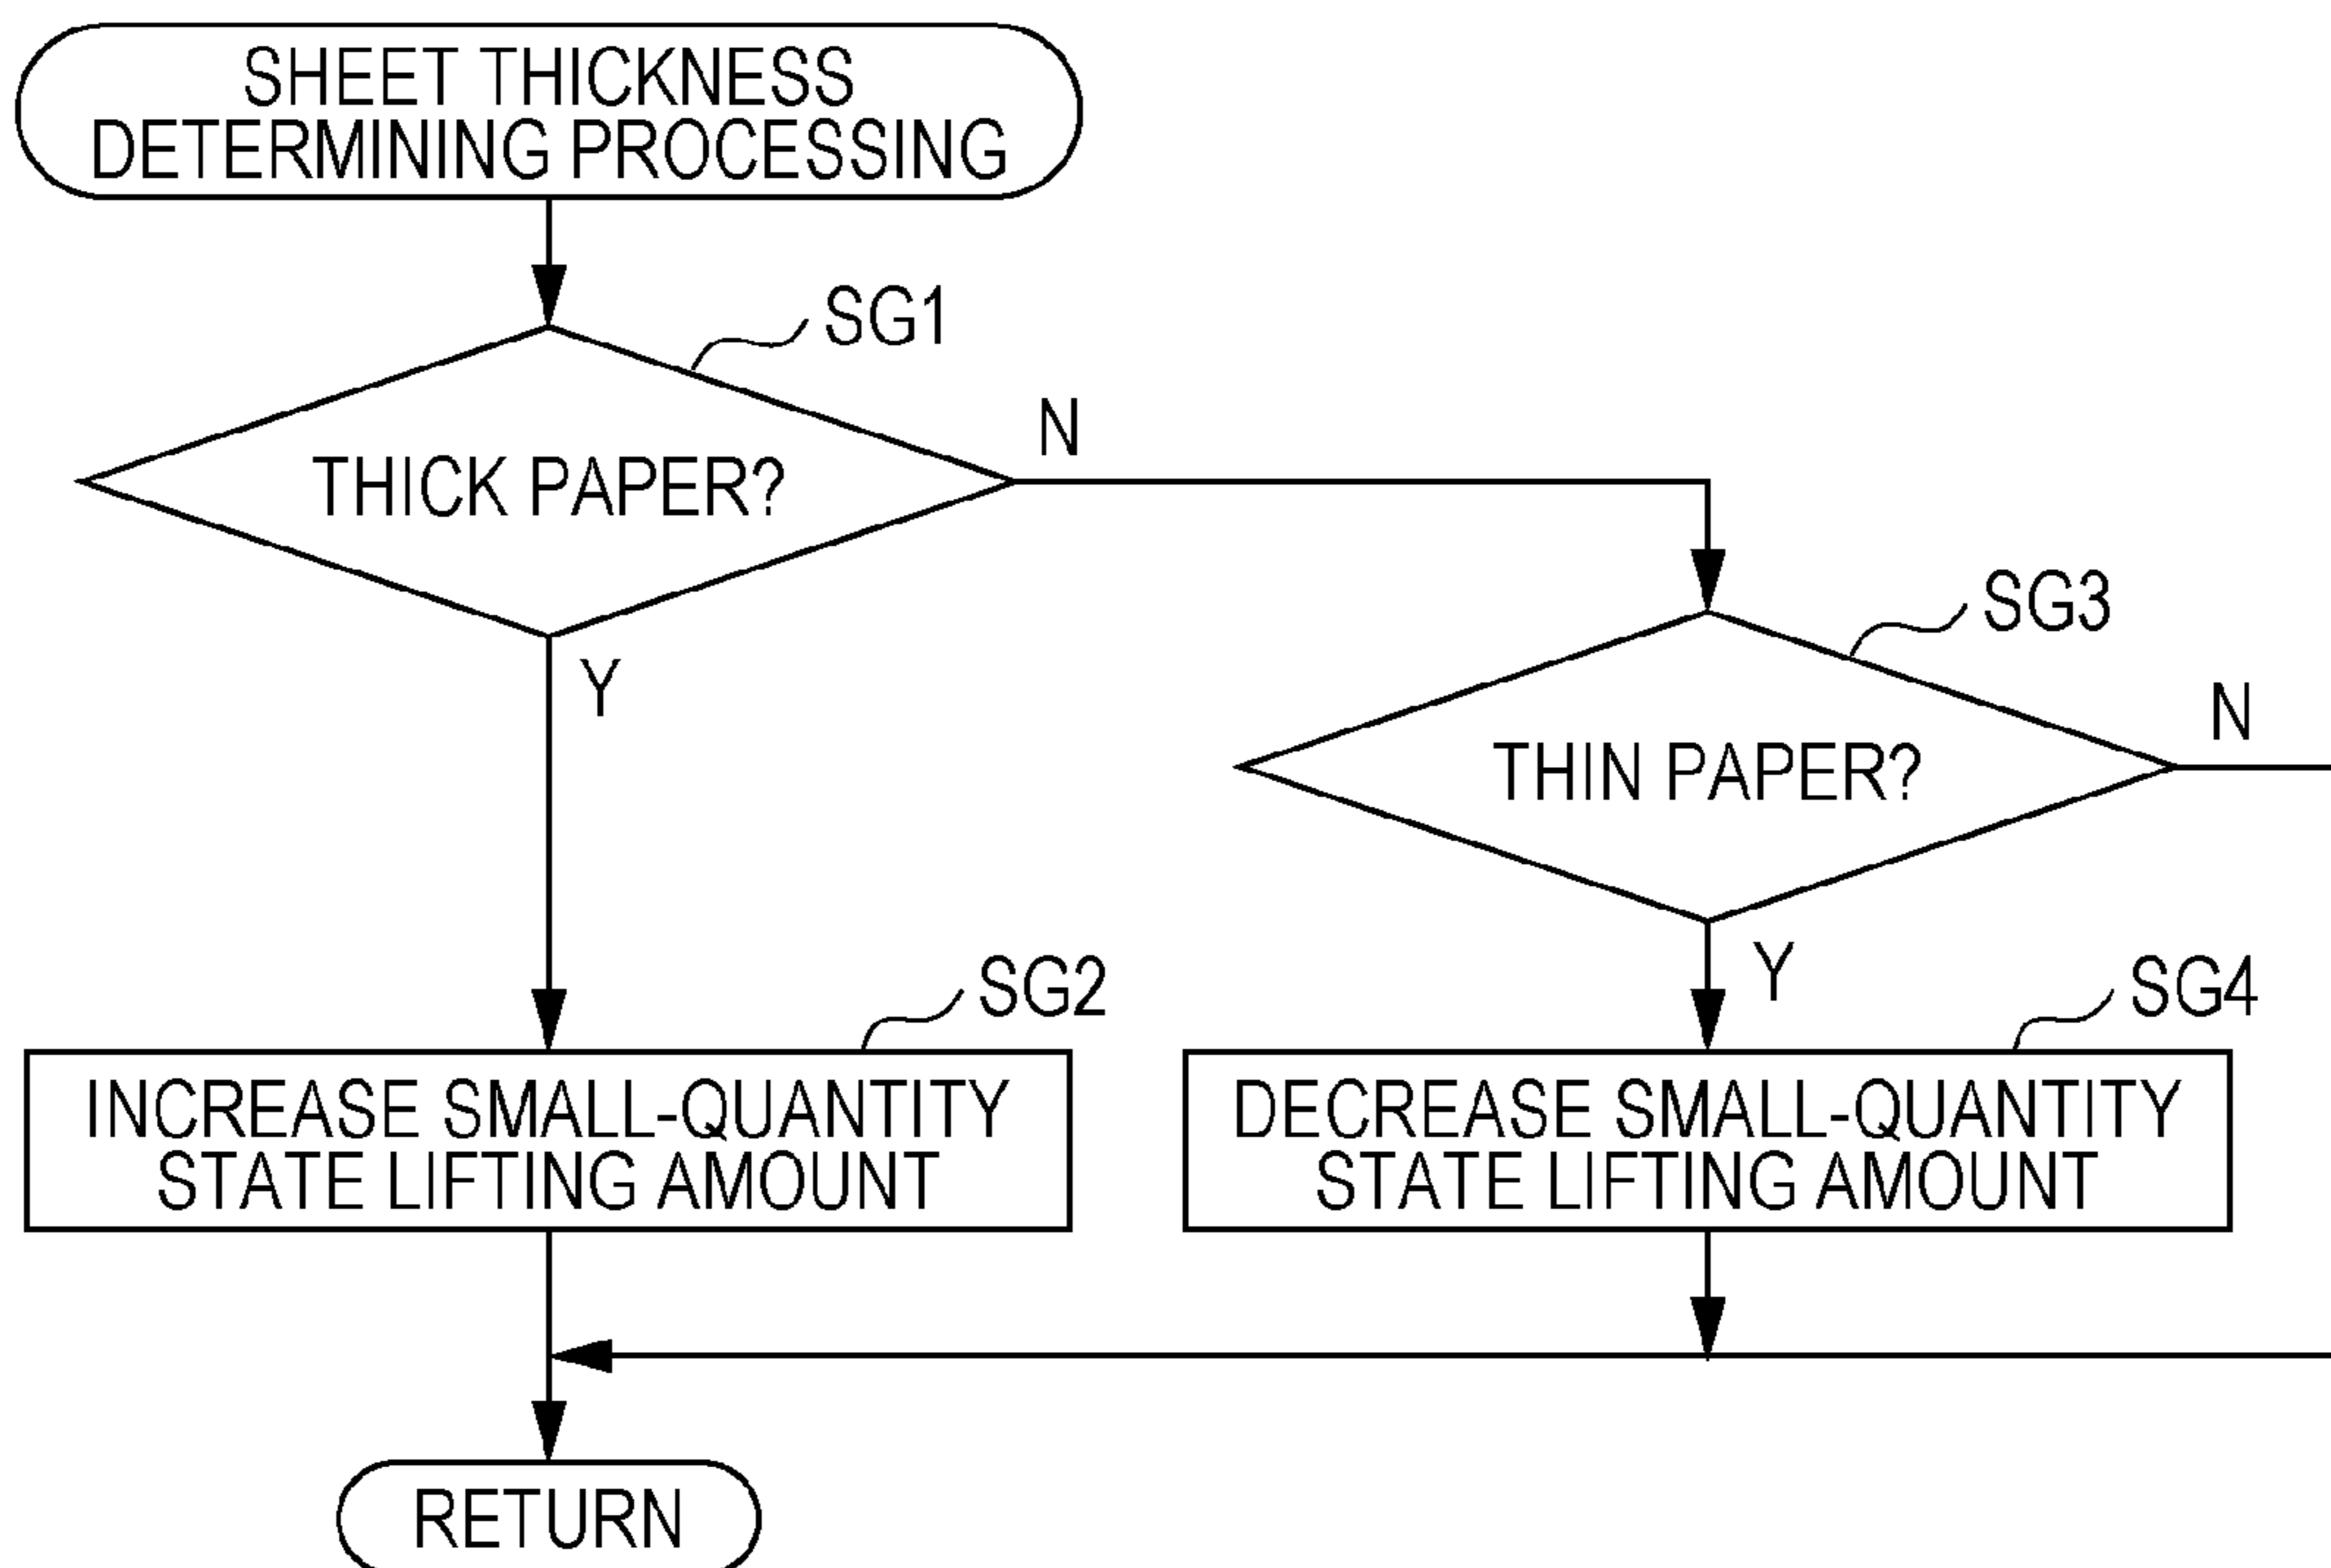 SHEET THICKNESS
DETERMINING PROCESSING
SG1
THICK PAPER?
N
Y
SG3
THIN PAPER?
N
Y
SG2
INCREASE SMALL-QUANTITY
STATE LIFTING AMOUNT
SG4
DECREASE SMALL-QUANTITY
STATE LIFTING AMOUNT
RETURN